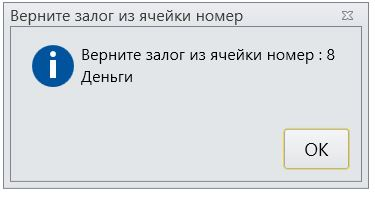 Верните залог из ячейки номер
Верните залог из ячейки номер : 8
Деньги
OK